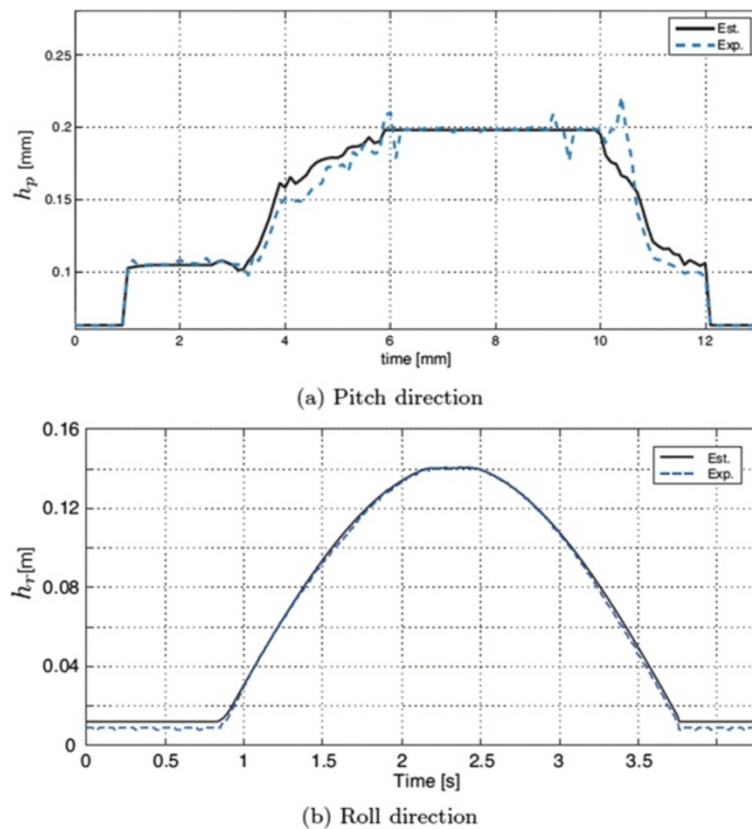 0.25
Est.
Exp.
0.2
h_p [mm]
0.15
0.1
0 2 4 6 8 10 12
time [mm]
(a) Pitch direction
0.16
Est.
Exp.
0.12
h_r[m]
0.08
0.04
0
0 0.5 1 1.5 2 2.5 3 3.5
Time [s]
(b) Roll direction